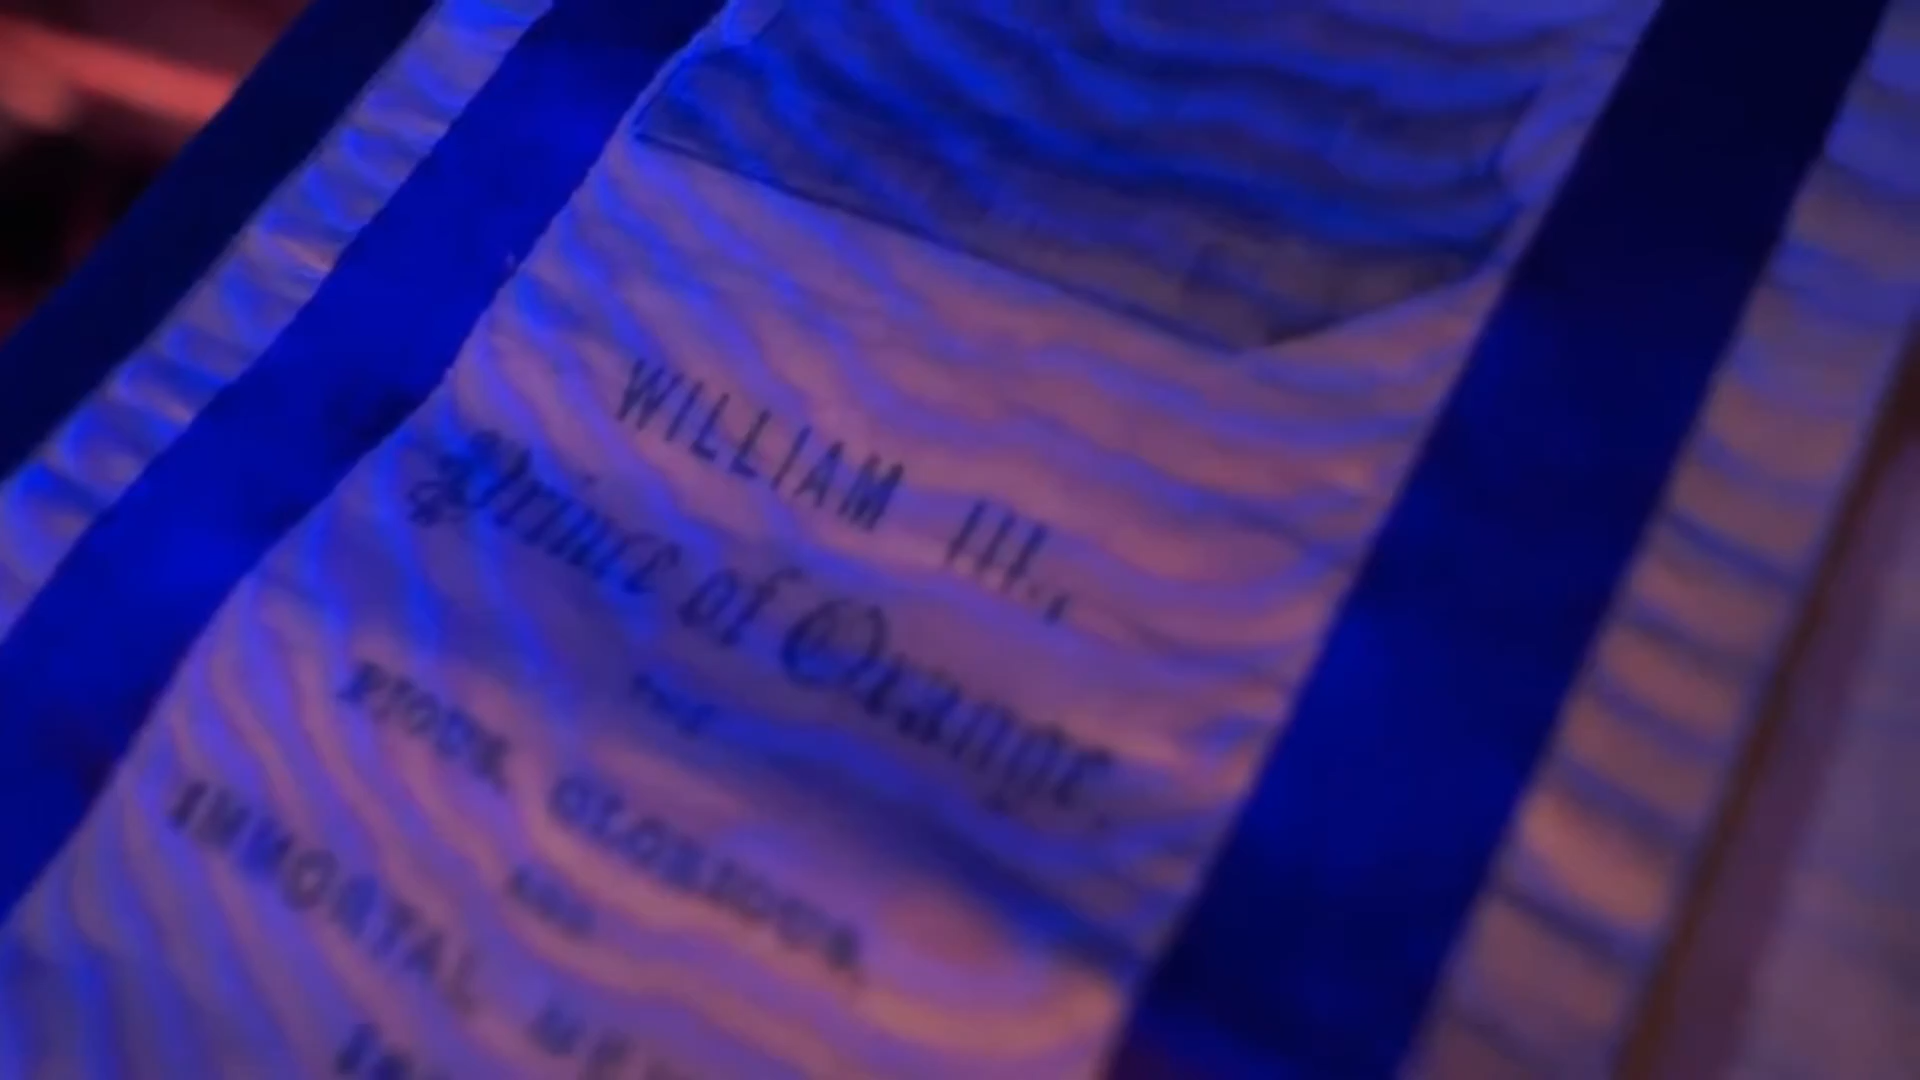 WILLIAM III.,
Prince of Orange.
THE
PIOUS, GLORIOUS,
AND
IMMORTAL